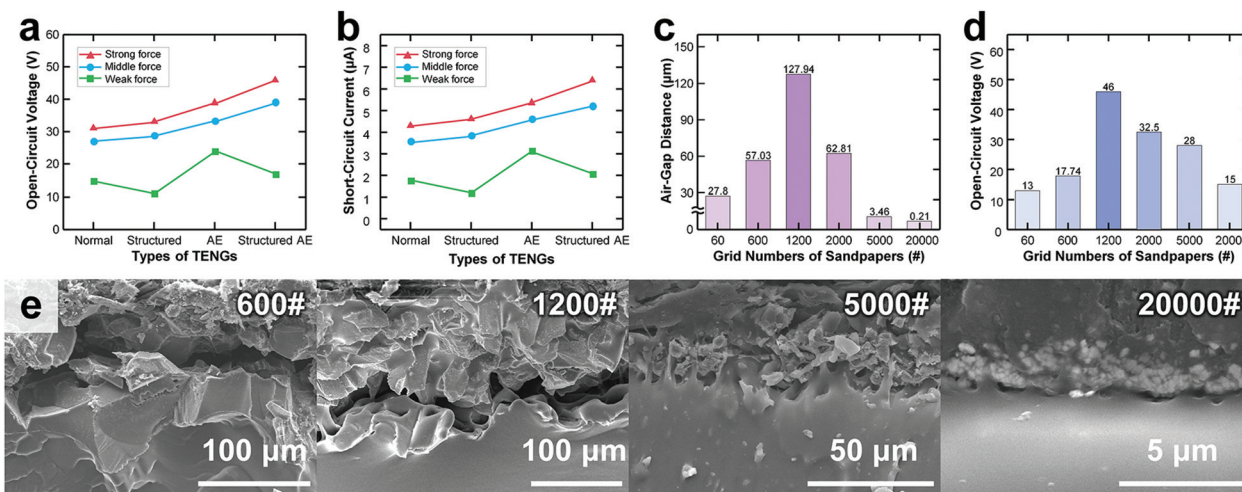 a
60
50
40
30
20
10
0
Open-Circuit Voltage (V)
Strong force
Middle force
Weak force
Normal Structured AE Structured AE
Types of TENGs
b
8
7
6
5
4
3
2
1
0
Short-Circuit Current (µA)
Strong force
Middle force
Weak force
Normal Structured AE Structured AE
Types of TENGs
c
150
120
90
60
30
0
Air-Gap Distance (µm)
27.8
57.03
127.94
62.81
3.46
0.21
60 600 1200 2000 5000 20000
Grid Numbers of Sandpapers (#)
d
60
50
40
30
20
10
0
Open-Circuit Voltage (V)
13
17.74
46
32.5
28
15
60 600 1200 2000 5000 2000
Grid Numbers of Sandpapers (#)
e
600#
100 µm
1200#
100 µm
5000#
50 µm
20000#
5 µm